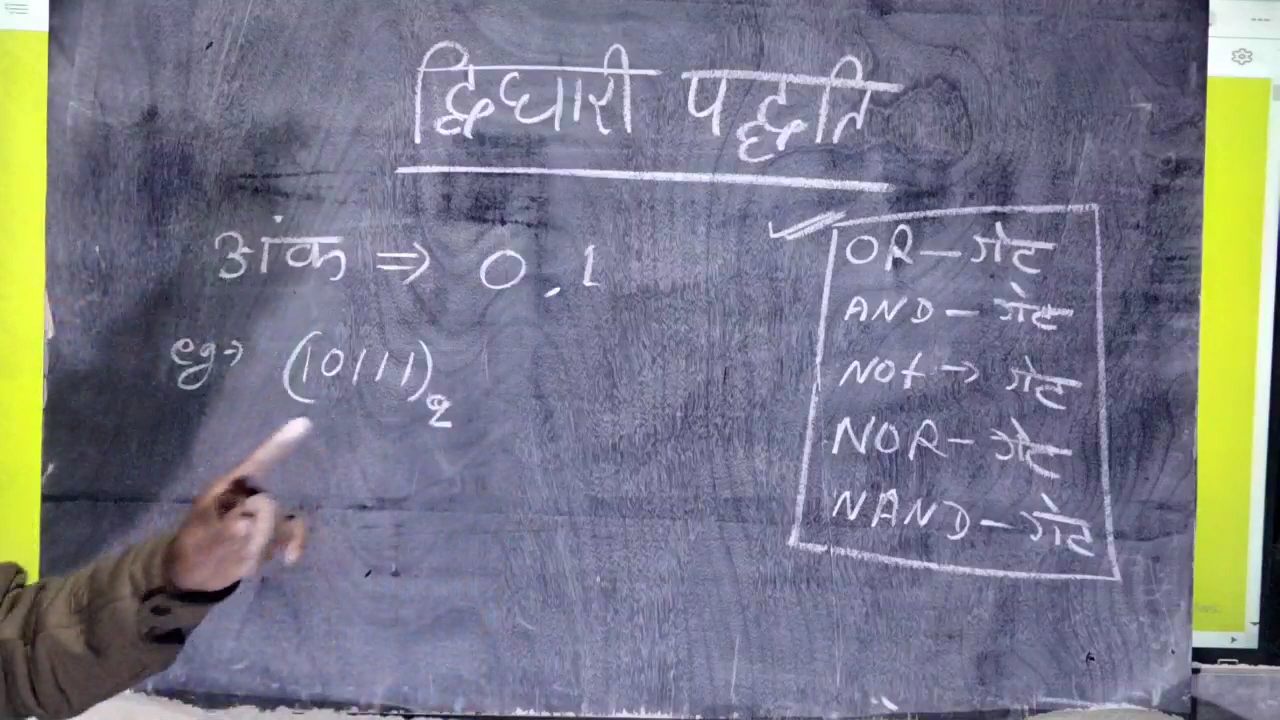 द्विधारी पद्धति
अंक ⇒ 0, 1
eg→ (10111)₂
OR – गेट
AND – गेट
NOT → गेट
NOR – गेट
NAND – गेट